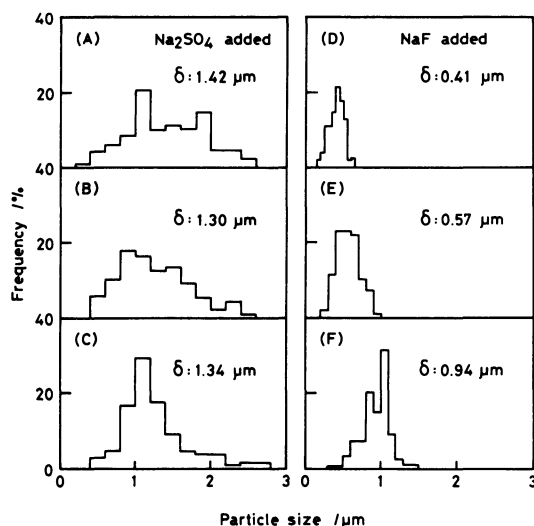 40
(A) Na₂SO₄ added
δ: 1.42 μm
20
40
(B)
δ: 1.30 μm
20
40
(C)
δ: 1.34 μm
20
0
0 1 2 3
(D) NaF added
δ: 0.41 μm
(E)
δ: 0.57 μm
(F)
δ: 0.94 μm
0 1 2 3
Frequency /%
Particle size /μm